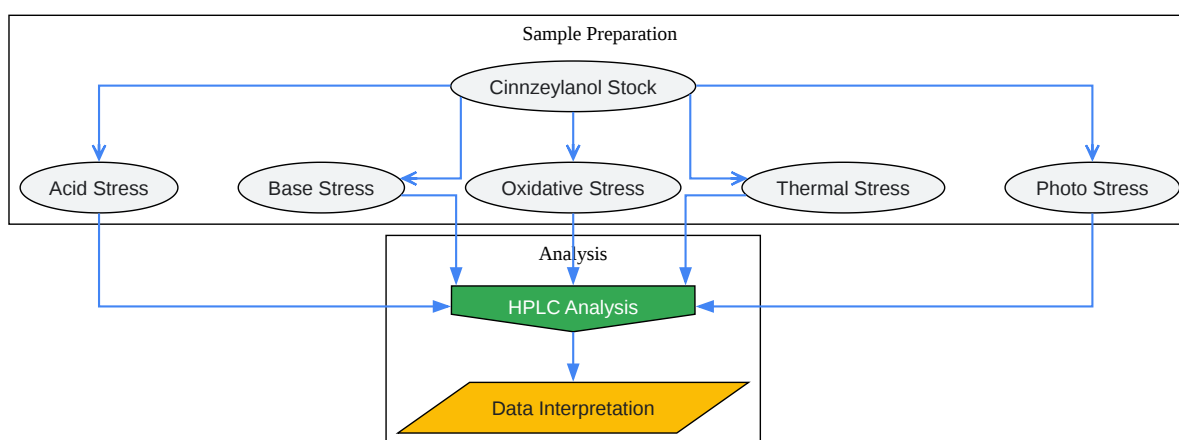 Sample Preparation
Cinnzeylanol Stock
Acid Stress
Base Stress
Oxidative Stress
Thermal Stress
Photo Stress
Analysis
HPLC Analysis
Data Interpretation